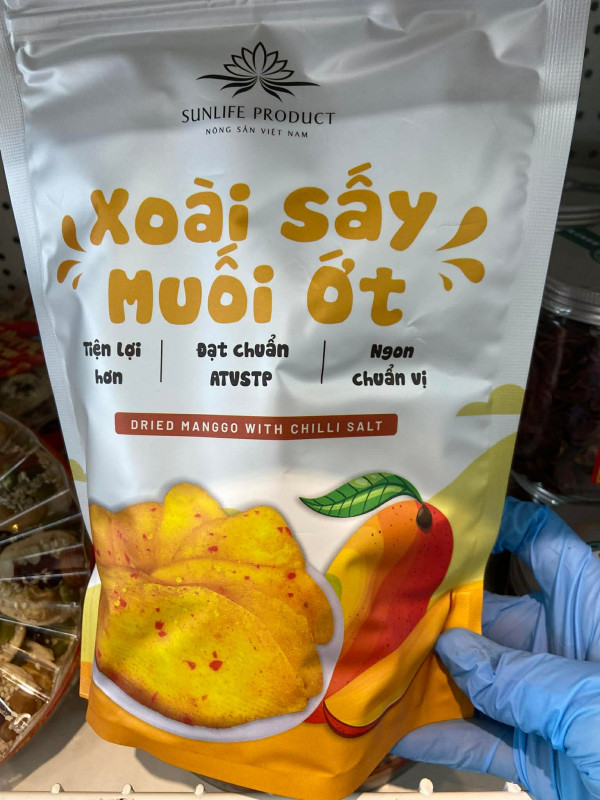 SUNLIFE PRODUCT
NÔNG SẢN VIỆT NAM
Xoài Sấy
Muối Ớt
Tiện Lợi
hơn
Đạt chuẩn
ATVSTP
Ngon
chuẩn vị
DRIED MANGGO WITH CHILLI SALT